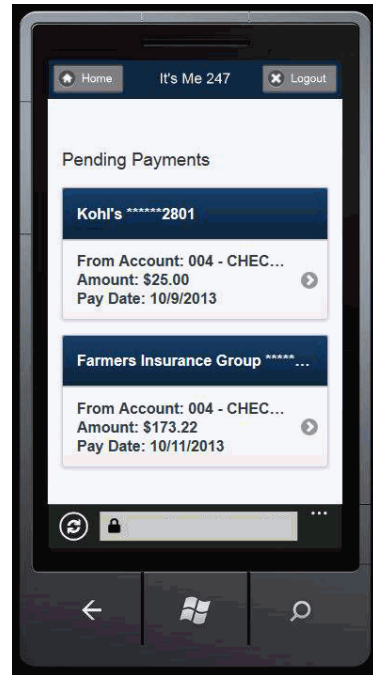 Home
It's Me 247
Logout
Pending Payments
Kohl's ******2801
From Account: 004 - CHEC...
Amount: $25.00
Pay Date: 10/9/2013
Farmers Insurance Group *****...
From Account: 004 - CHEC...
Amount: $173.22
Pay Date: 10/11/2013
...